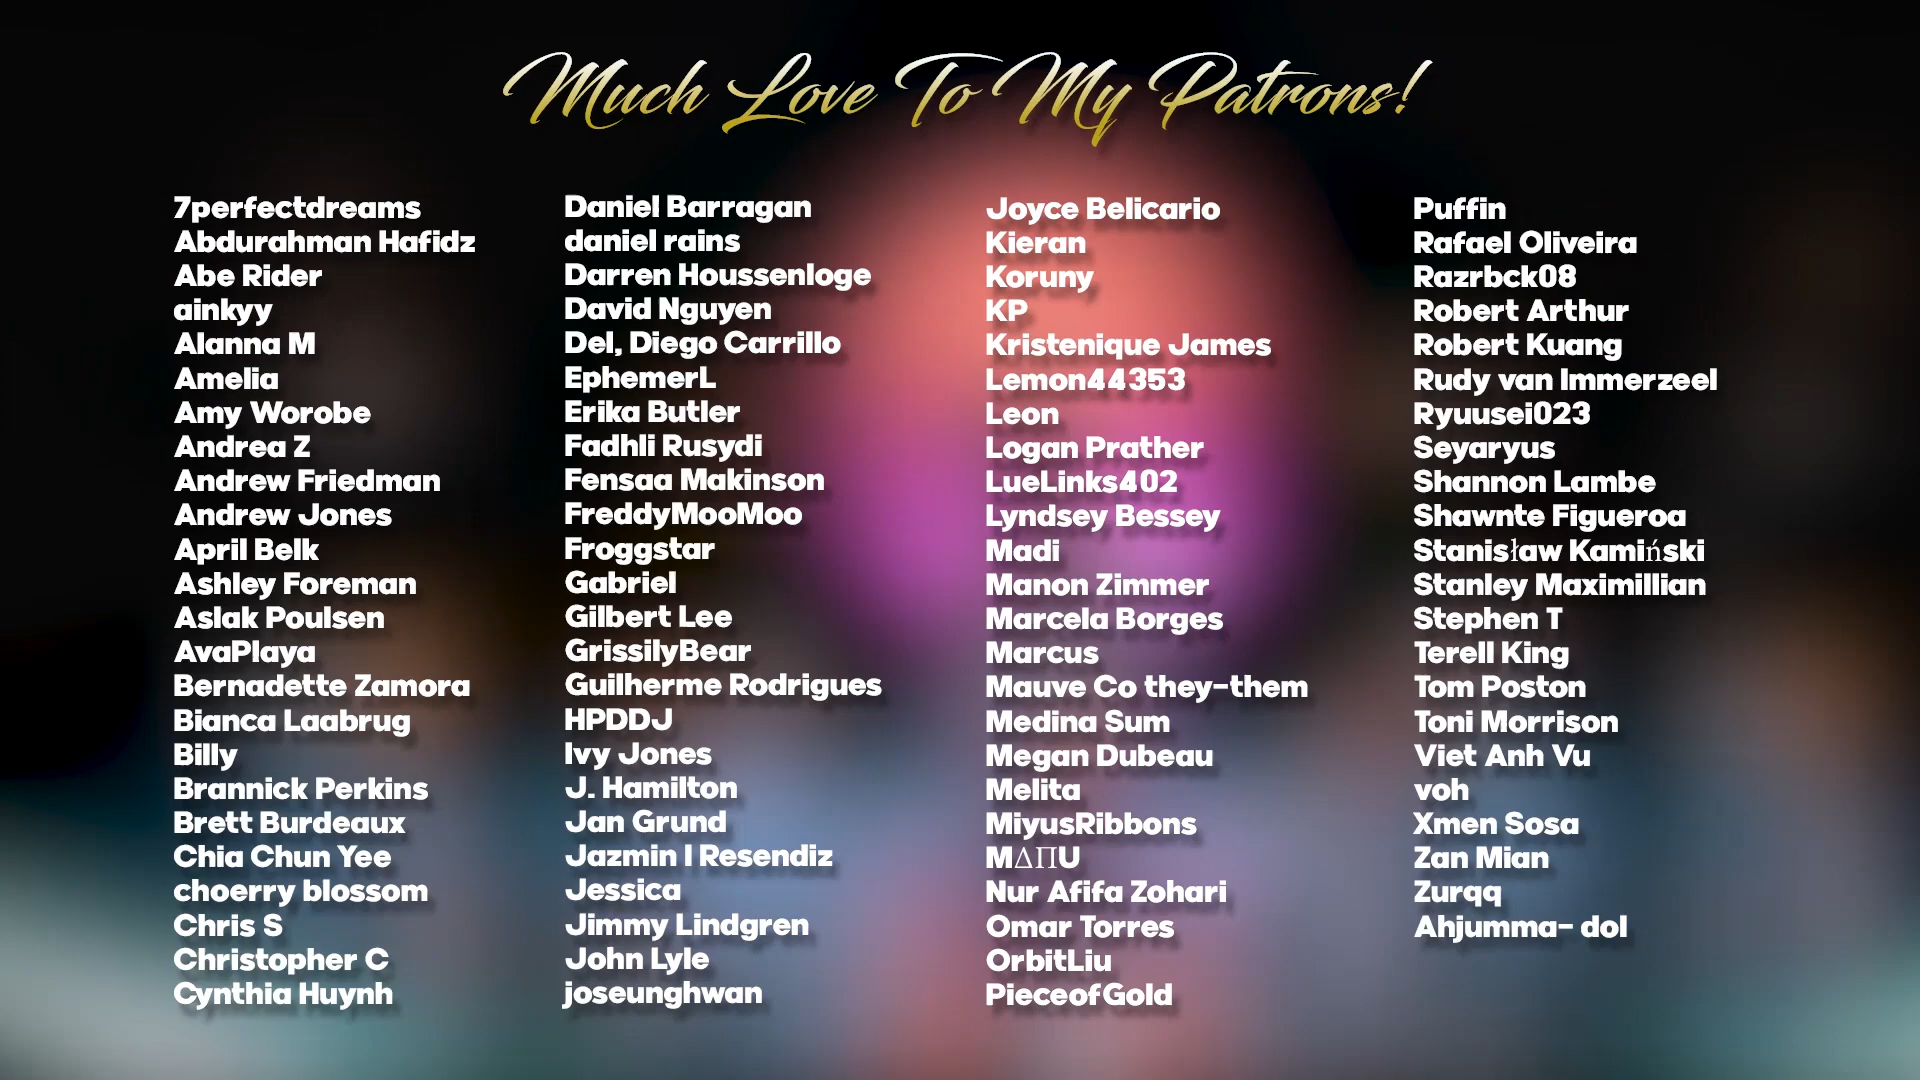 Much Love To My Patrons!
7perfectdreams
Abdurahman Hafidz
Abe Rider
ainkyy
Alanna M
Amelia
Amy Worobe
Andrea Z
Andrew Friedman
Andrew Jones
April Belk
Ashley Foreman
Aslak Poulsen
AvaPlaya
Bernadette Zamora
Bianca Laabrug
Billy
Brannick Perkins
Brett Burdeaux
Chia Chun Yee
choerry blossom
Chris S
Christopher C
Cynthia Huynh
Daniel Barragan
daniel rains
Darren Houssenloge
David Nguyen
Del, Diego Carrillo
EphemerL
Erika Butler
Fadhli Rusydi
Fensaa Makinson
FreddyMooMoo
Froggstar
Gabriel
Gilbert Lee
GrissilyBear
Guilherme Rodrigues
HPDDJ
Ivy Jones
J. Hamilton
Jan Grund
Jazmin I Resendiz
Jessica
Jimmy Lindgren
John Lyle
joseunghwan
Joyce Belicario
Kieran
Koruny
KP
Kristenique James
Lemon44353
Leon
Logan Prather
LueLinks402
Lyndsey Bessey
Madi
Manon Zimmer
Marcela Borges
Marcus
Mauve Co they-them
Medina Sum
Megan Dubeau
Melita
MiyusRibbons
MΔΠU
Nur Afifa Zohari
Omar Torres
OrbitLiu
PieceofGold
Puffin
Rafael Oliveira
Razrbck08
Robert Arthur
Robert Kuang
Rudy van Immerzeel
Ryuusei023
Seyaryus
Shannon Lambe
Shawnte Figueroa
Stanisław Kamiński
Stanley Maximillian
Stephen T
Terell King
Tom Poston
Toni Morrison
Viet Anh Vu
voh
Xmen Sosa
Zan Mian
Zurqq
Ahjumma- dol